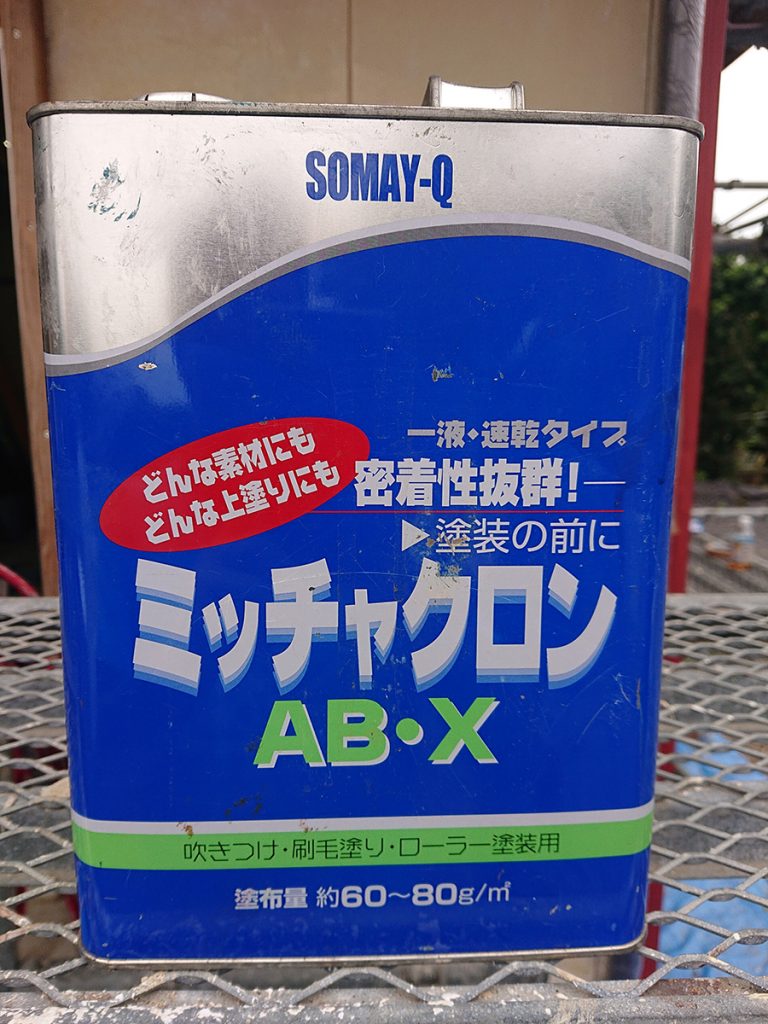 SOMAY-Q
どんな素材にも
どんな上塗りにも
一液・速乾タイプ
密着性抜群!
▶塗装の前に
ミッチャクロン
AB・X
吹きつけ・刷毛塗り・ローラー塗装用
塗布量 約60〜80g/㎡